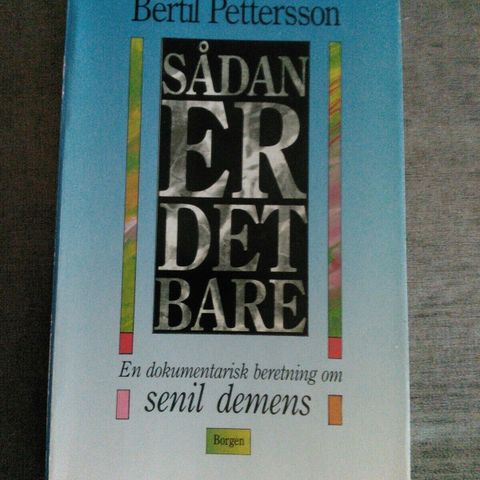 Bertil Pettersson
SÅDAN
ER
DET
BARE
En dokumentarisk beretning om
senil demens
Borgen